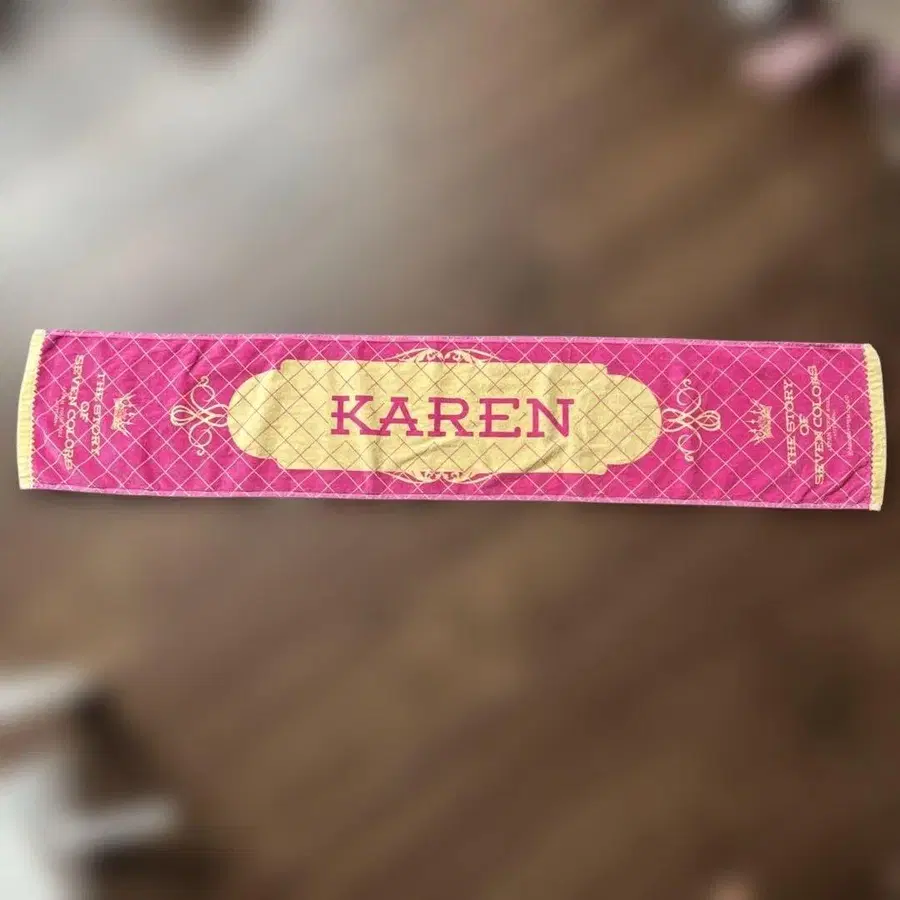 THE STORY
OF
SEVEN COLORS
KAREN
THE STORY
OF
SEVEN COLORS